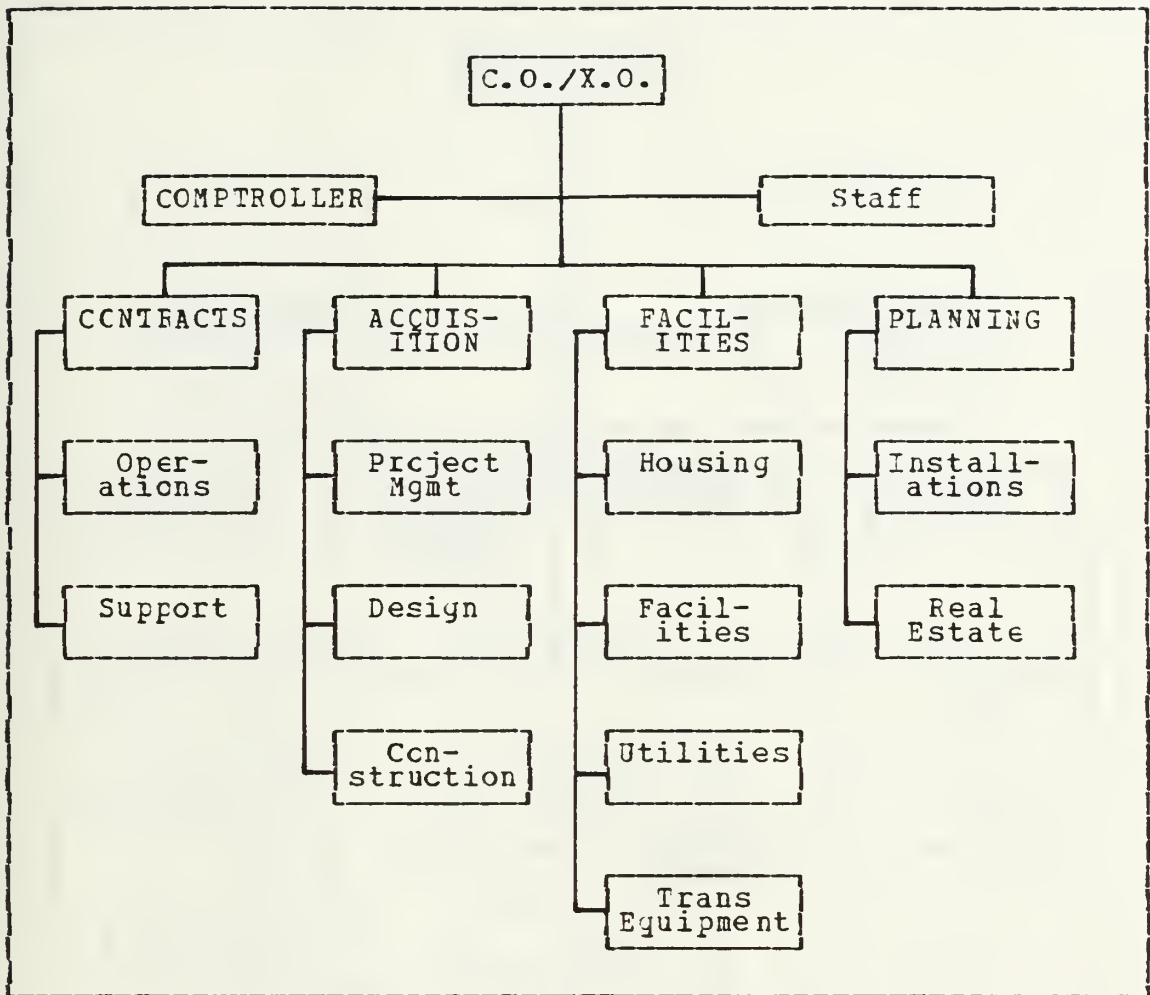 C.O./X.O.
COMPTROLLER
Staff
CONTRACTS
Oper-
ations
Support
ACQUIS-
ITION
Project
Mgmt
Design
Con-
struction
FACIL-
ITIES
Housing
Facil-
ities
Utilities
Trans
Equipment
PLANNING
Install-
ations
Real
Estate